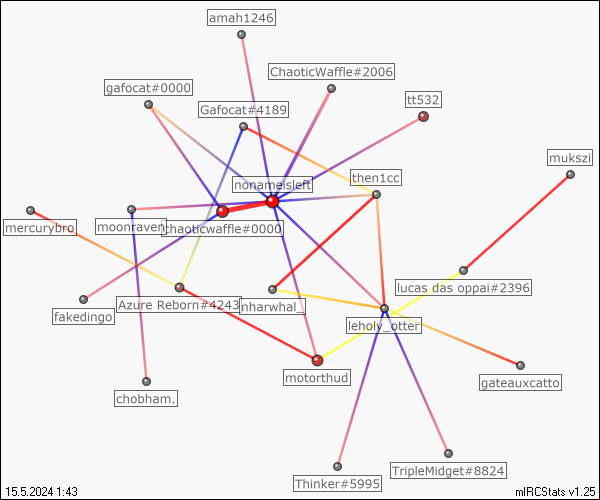 amah1246
ChaoticWaffle#2006
gafocat#0000
tt532
Gafocat#4189
mukszi
then1cc
nonameisleft
mercurybro.
moonraven.
chaoticwaffle#0000
lucas das oppai#2396
Azure Reborn#4243
nharwhal_
fakedingo
leholy_otter
motorthud
gateauxcatto
chobham.
TripleMidget#8824
Thinker#5995
15.5.2024 1:43
mIRCStats v1.25